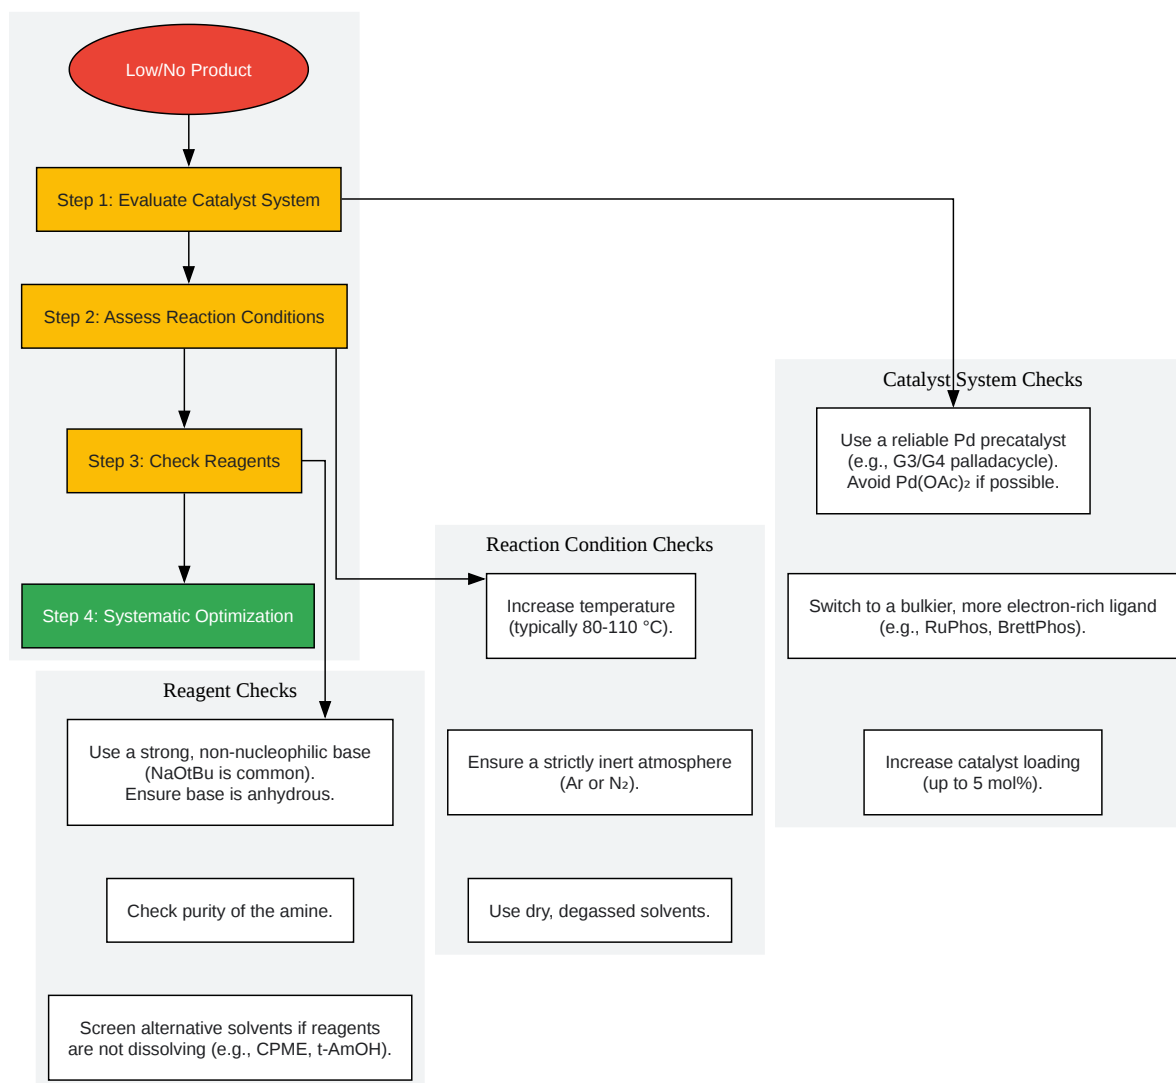 Low/No Product
Step 1: Evaluate Catalyst System
Step 2: Assess Reaction Conditions
Step 3: Check Reagents
Step 4: Systematic Optimization
Catalyst System Checks
Use a reliable Pd precatalyst
(e.g., G3/G4 palladacycle).
Avoid Pd(OAc)₂ if possible.
Switch to a bulkier, more electron-rich ligand
(e.g., RuPhos, BrettPhos).
Increase catalyst loading
(up to 5 mol%).
Reaction Condition Checks
Increase temperature
(typically 80-110 °C).
Ensure a strictly inert atmosphere
(Ar or N₂).
Use dry, degassed solvents.
Reagent Checks
Use a strong, non-nucleophilic base
(NaOtBu is common).
Ensure base is anhydrous.
Check purity of the amine.
Screen alternative solvents if reagents
are not dissolving (e.g., CPME, t-AmOH).